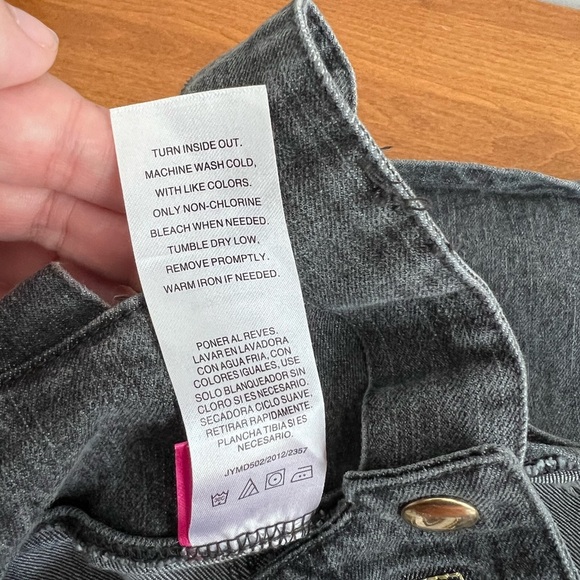 TURN INSIDE OUT.
MACHINE WASH COLD,
WITH LIKE COLORS.
ONLY NON-CHLORINE
BLEACH WHEN NEEDED.
TUMBLE DRY LOW,
REMOVE PROMPTLY.
WARM IRON IF NEEDED.
PONER AL REVES.
LAVAR EN LAVADORA
CON AGUA FRIA, CON
COLORES IGUALES, USE
SOLO BLANQUEADOR SIN
CLORO SI ES NECESARIO.
SECADORA CICLO SUAVE,
RETIRAR RAPIDAMENTE.
PLANCHA TIBIA SI ES
NECESARIO.
JYMD502/2012/2357